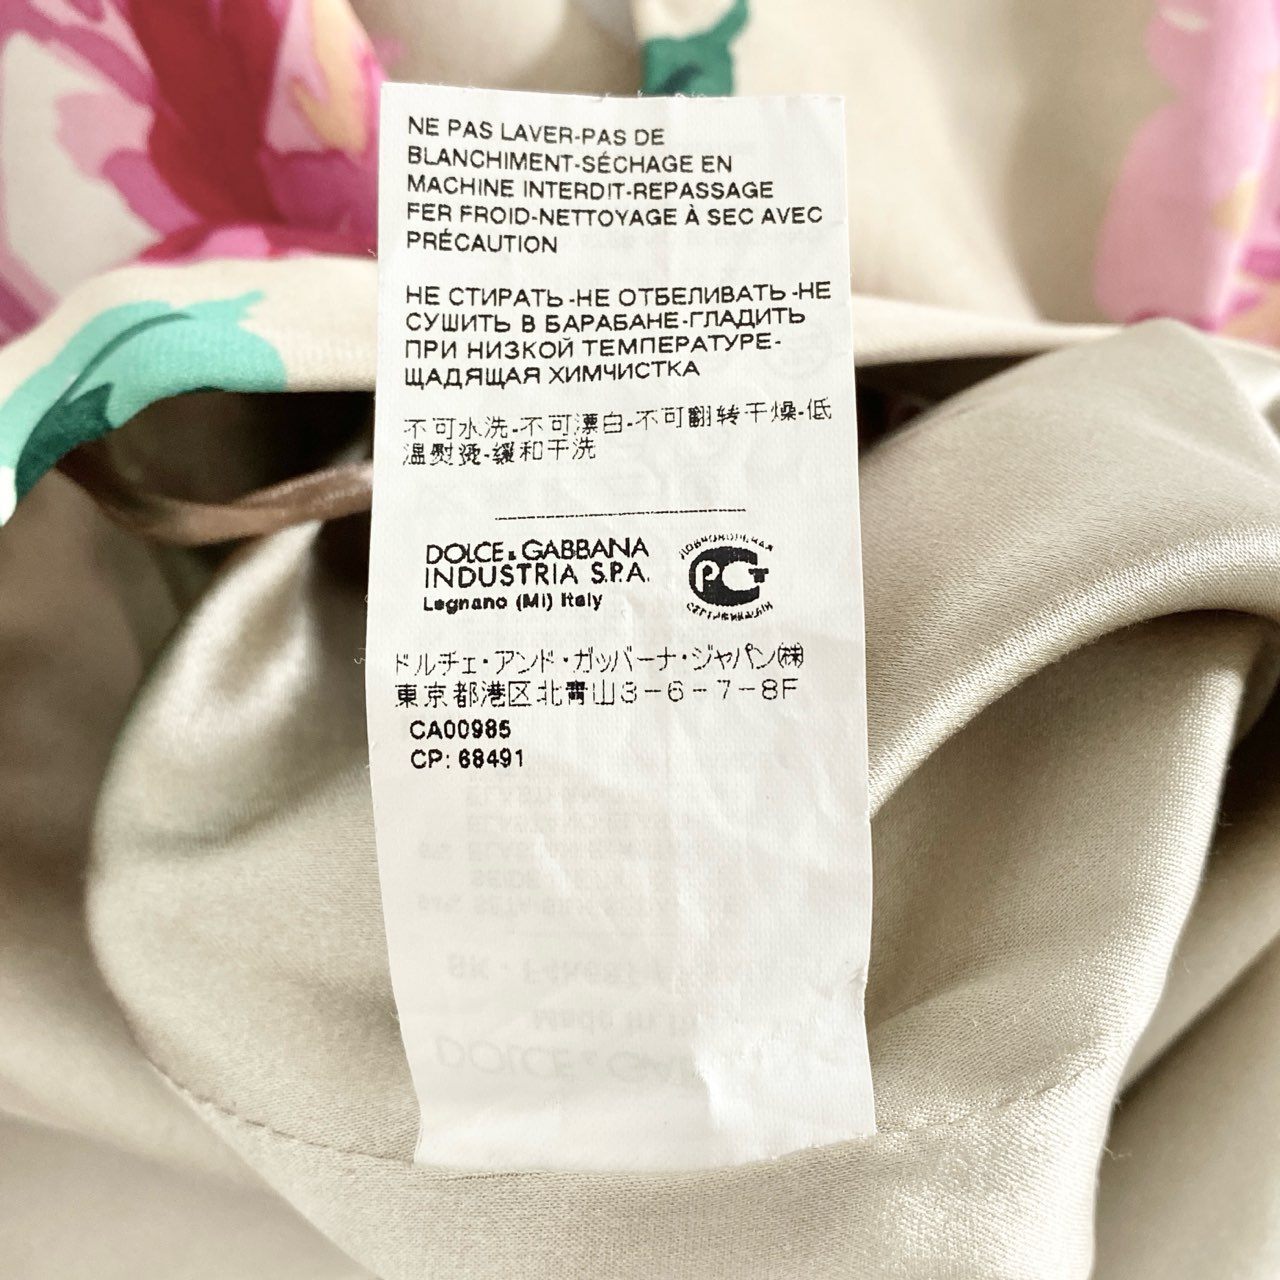 NE PAS LAVER-PAS DE
BLANCHIMENT-SÉCHAGE EN
MACHINE INTERDIT-REPASSAGE
FER FROID-NETTOYAGE À SEC AVEC
PRÉCAUTION
НЕ СТИРАТЬ-НЕ ОТБЕЛИВАТЬ-НЕ
СУШИТЬ В БАРАБАНЕ-ГЛАДИТЬ
ПРИ НИЗКОЙ ТЕМПЕРАТУРЕ-
ЩАДЯЩАЯ ХИМЧИСТКА
不可水洗-不可漂白-不可翻转干燥-低
温熨烫-缓和干洗
DOLCE & GABBANA
INDUSTRIA S.P.A.
Legnano (MI) Italy
РСТ
ドルチェ・アンド・ガッバーナ・ジャパン㈱
東京都港区北青山3-6-7-8F
CA00985
CP: 68491